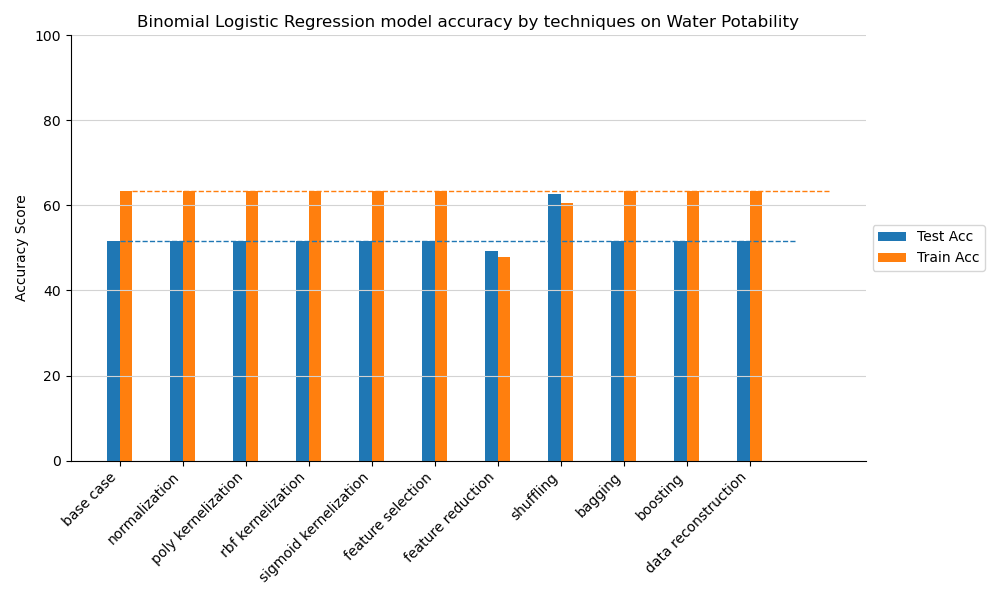 Binomial Logistic Regression model accuracy by techniques on Water Potability
Accuracy Score
100
80
60
40
20
0
base case
normalization
poly kernelization
rbf kernelization
sigmoid kernelization
feature selection
feature reduction
shuffling
bagging
boosting
data reconstruction
Test Acc
Train Acc